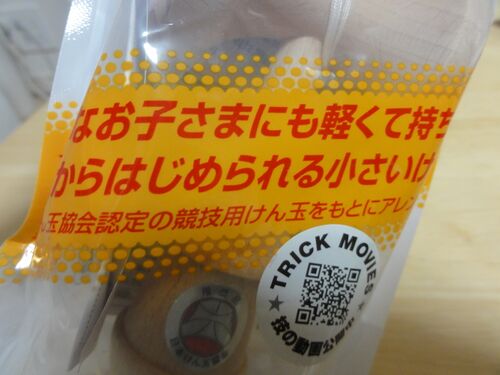 なお子さまにも軽くて持ち
からはじめられる小さいけ
玉協会認定の競技用けん玉をもとにアレン
★ TRICK MOVIES ★
技の動画公開中